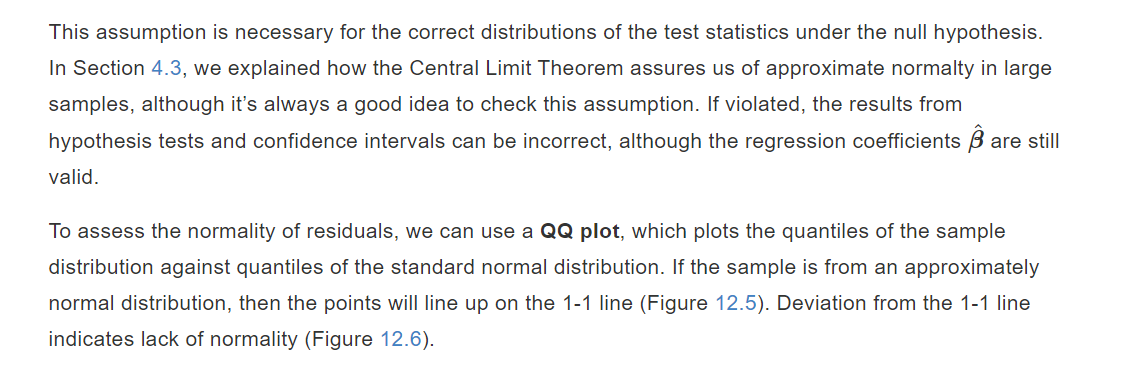 This assumption is necessary for the correct distributions of the test statistics under the null hypothesis.
In Section 4.3, we explained how the Central Limit Theorem assures us of approximate normalty in large
samples, although it’s always a good idea to check this assumption. If violated, the results from
hypothesis tests and confidence intervals can be incorrect, although the regression coefficients β̂ are still
valid.
To assess the normality of residuals, we can use a QQ plot, which plots the quantiles of the sample
distribution against quantiles of the standard normal distribution. If the sample is from an approximately
normal distribution, then the points will line up on the 1-1 line (Figure 12.5). Deviation from the 1-1 line
indicates lack of normality (Figure 12.6).